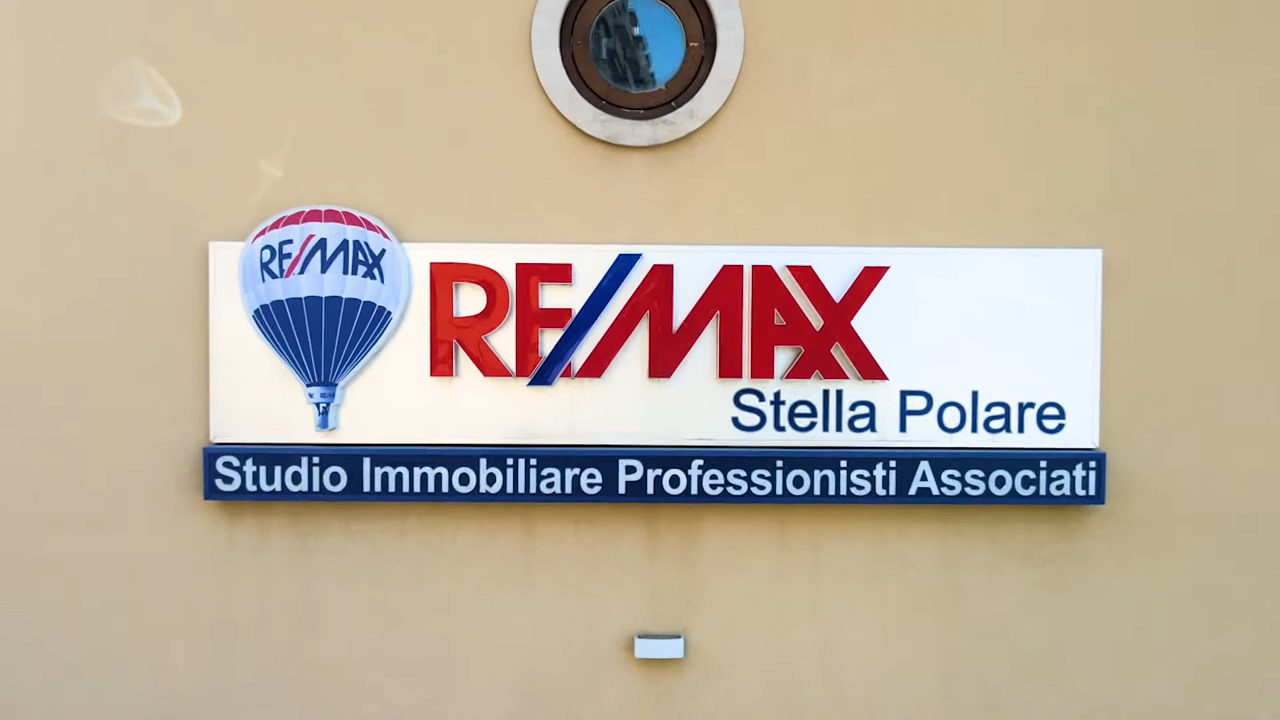 RE/MAX
RE/MAX
Stella Polare
Studio Immobiliare Professionisti Associati